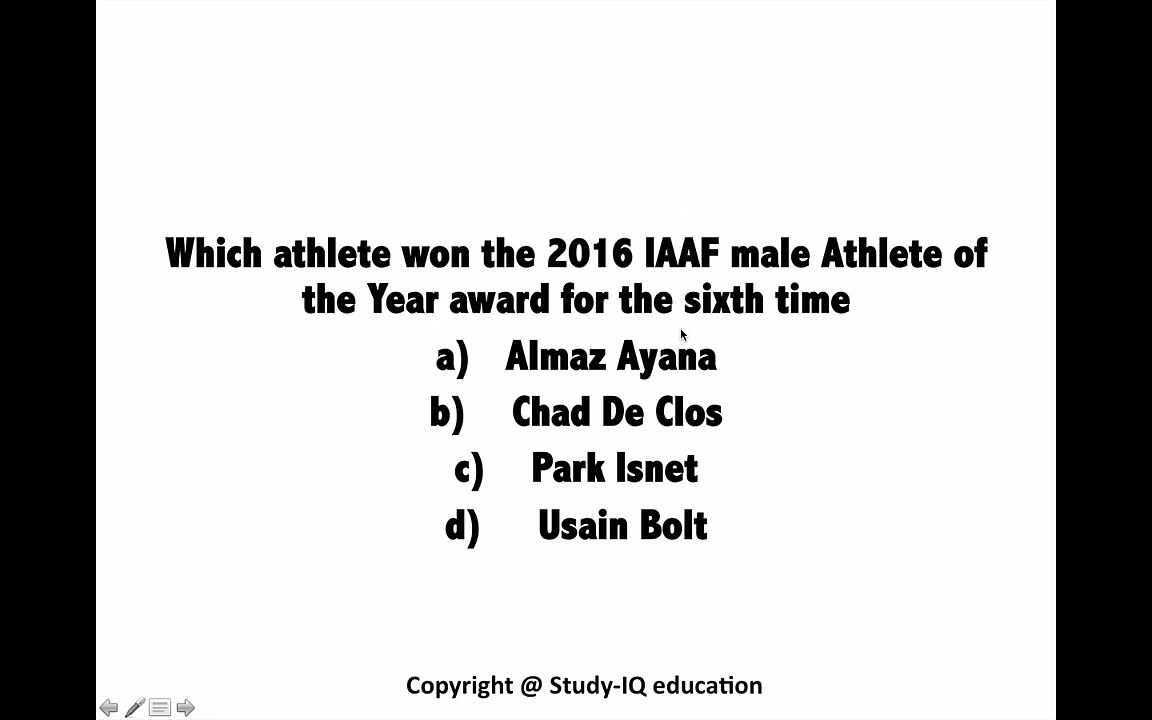 Which athlete won the 2016 IAAF male Athlete of
the Year award for the sixth time
a) Almaz Ayana
b) Chad De Clos
c) Park Isnet
d) Usain Bolt
Copyright @ Study-IQ education